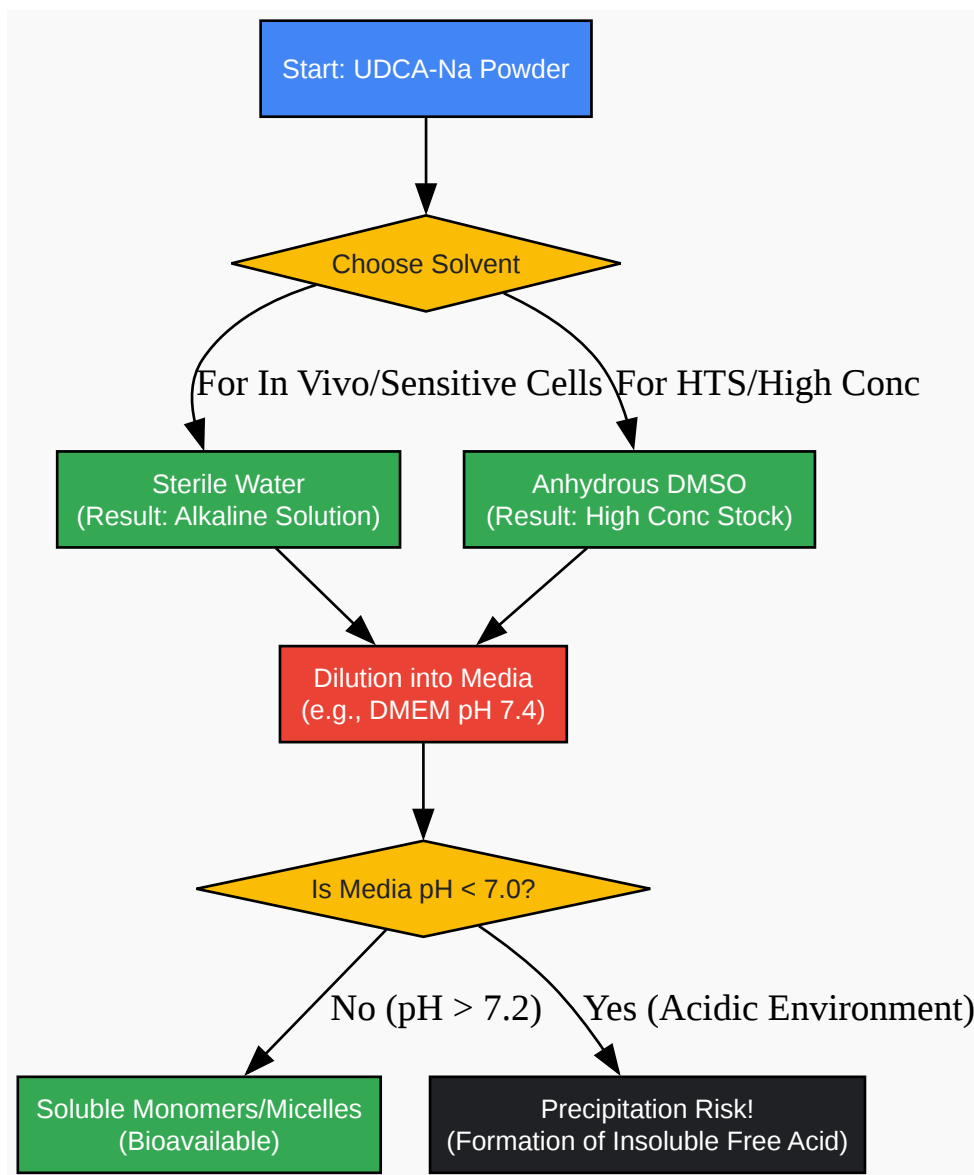 Start: UDCA-Na Powder
Choose Solvent
For In Vivo/Sensitive Cells
For HTS/High Conc
Sterile Water
(Result: Alkaline Solution)
Anhydrous DMSO
(Result: High Conc Stock)
Dilution into Media
(e.g., DMEM pH 7.4)
Is Media pH < 7.0?
No (pH > 7.2)
Yes (Acidic Environment)
Soluble Monomers/Micelles
(Bioavailable)
Precipitation Risk!
(Formation of Insoluble Free Acid)